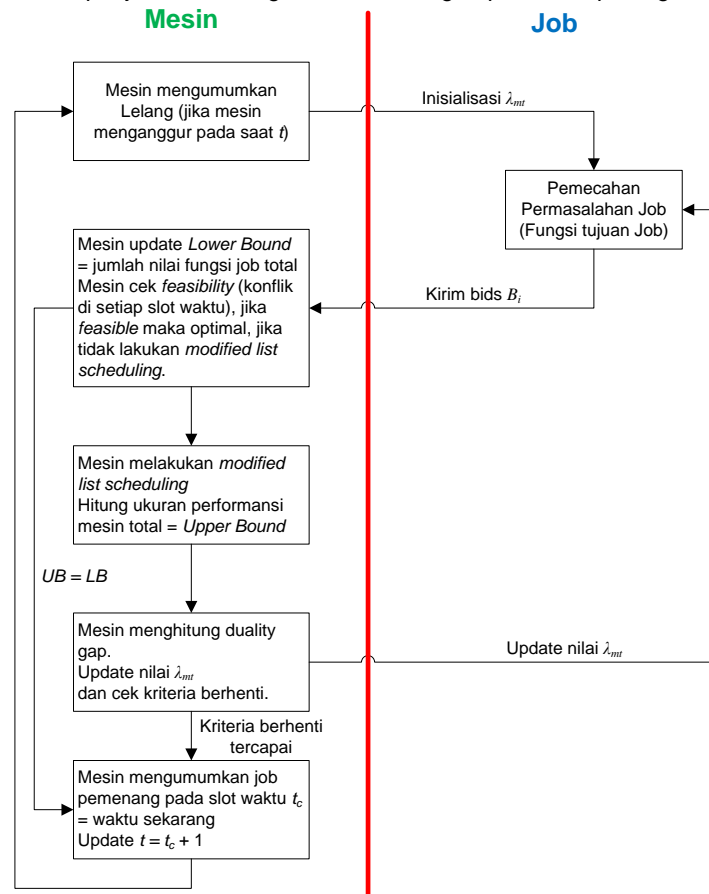 Mesin
Job
Mesin mengumumkan
Lelang (jika mesin
menganggur pada saat t)
Inisialisasi λmt
Pemecahan
Permasalahan Job
(Fungsi tujuan Job)
Mesin update Lower Bound
= jumlah nilai fungsi job total
Mesin cek feasibility (konflik
di setiap slot waktu), jika
feasible maka optimal, jika
tidak lakukan modified list
scheduling.
Kirim bids Bi
Mesin melakukan modified
list scheduling
Hitung ukuran performansi
mesin total = Upper Bound
UB = LB
Mesin menghitung duality
gap.
Update nilai λmt
dan cek kriteria berhenti.
Update nilai λmt
Kriteria berhenti
tercapai
Mesin mengumumkan job
pemenang pada slot waktu tc
= waktu sekarang
Update t = tc + 1